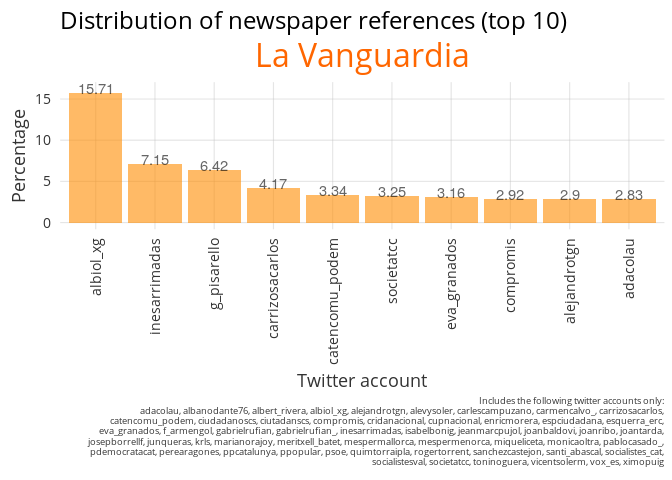 Distribution of newspaper references (top 10)
La Vanguardia
Percentage
15
10
5
0
15.71
7.15
6.42
4.17
3.34
3.25
3.16
2.92
2.9
2.83
albiol_xg
inesarrimadas
g_pisarello
carrizosacarlos
catencomu_podem
societatcc
eva_granados
compromis
alejandrotgn
adacolau
Twitter account
Includes the following twitter accounts only:
adacolau, albanodante76, albert_rivera, albiol_xg, alejandrotgn, alevysoler, carlescampuzano, carmencalvo_, carrizosacarlos,
catencomu_podem, ciudadanoscs, ciutadanscs, compromis, cridanacional, cupnacional, enricmorera, espciudadana, esquerra_erc,
eva_granados, f_armengol, gabrielrufian, gabrielrufian_, inesarrimadas, isabelbonig, jeanmarcpujol, joanbaldovi, joanribo, joantarda,
josepborrellf, junqueras, krls, marianorajoy, meritxell_batet, mespermallorca, mespermenorca, miqueliceta, monicaoltra, pablocasado_,
pdemocratacat, perearagones, ppcatalunya, ppopular, psoe, quimtorraipla, rogertorrent, sanchezcastejon, santi_abascal, socialistes_cat,
socialistesval, societatcc, toninoguera, vicentsolerm, vox_es, ximopuig